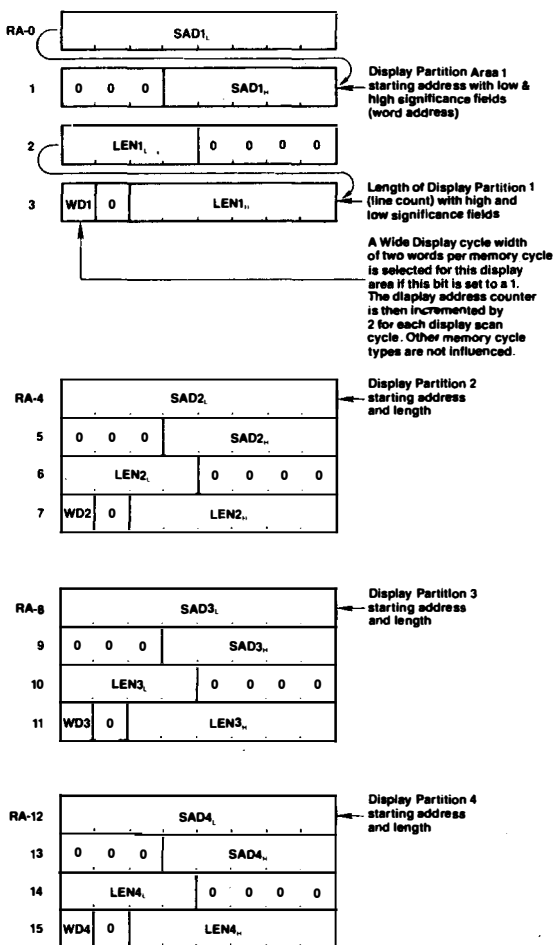 RA-0 SAD1L
1 0 0 0 SAD1H
Display Partition Area 1
starting address with low &
high significance fields
(word address)
2 LEN1L 0 0 0 0
3 WD1 0 LEN1H
Length of Display Partition 1
(line count) with high and
low significance fields
A Wide Display cycle width
of two words per memory cycle
is selected for this display
area if this bit is set to a 1.
The display address counter
is then incremented by
2 for each display scan
cycle. Other memory cycle
types are not influenced.
RA-4 SAD2L
Display Partition 2
starting address
and length
5 0 0 0 SAD2H
6 LEN2L 0 0 0 0
7 WD2 0 LEN2H
RA-8 SAD3L
Display Partition 3
starting address
and length
9 0 0 0 SAD3H
10 LEN3L 0 0 0 0
11 WD3 0 LEN3H
RA-12 SAD4L
Display Partition 4
starting address
and length
13 0 0 0 SAD4H
14 LEN4L 0 0 0 0
15 WD4 0 LEN4H